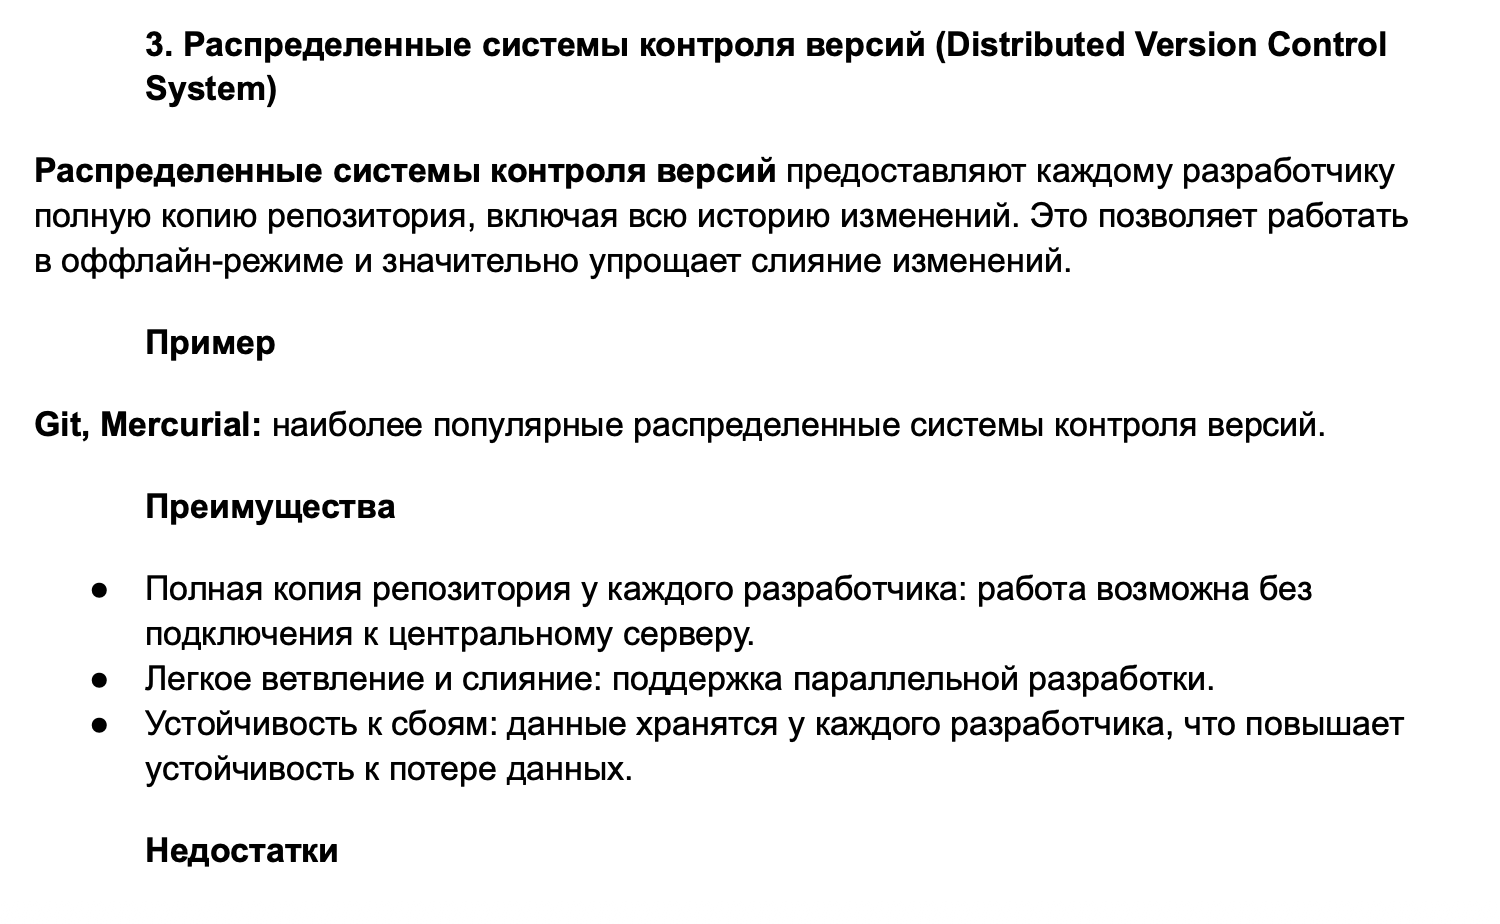 3. Распределенные системы контроля версий (Distributed Version Control
System)
Распределенные системы контроля версий предоставляют каждому разработчику
полную копию репозитория, включая всю историю изменений. Это позволяет работать
в оффлайн-режиме и значительно упрощает слияние изменений.
Пример
Git, Mercurial: наиболее популярные распределенные системы контроля версий.
Преимущества
● Полная копия репозитория у каждого разработчика: работа возможна без
подключения к центральному серверу.
● Легкое ветвление и слияние: поддержка параллельной разработки.
● Устойчивость к сбоям: данные хранятся у каждого разработчика, что повышает
устойчивость к потере данных.
Недостатки